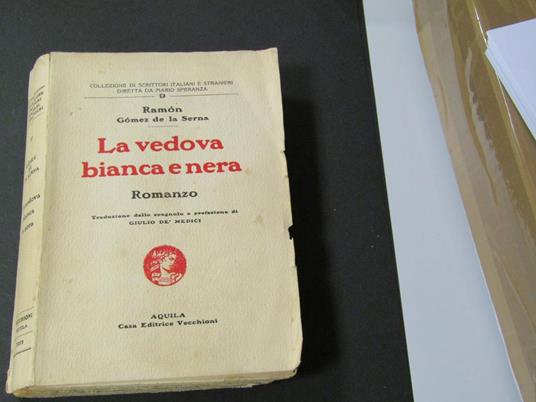 COLLEZIONE DI SCRITTORI ITALIANI E STRANIERI
DIRETTA DA MARIO SPERANZA
9
Ramón
Gómez de la Serna
La vedova
bianca e nera
Romanzo
Traduzione dallo spagnolo e prefazione di
GIULIO DE' MEDICI
AQUILA
Casa Editrice Vecchioni